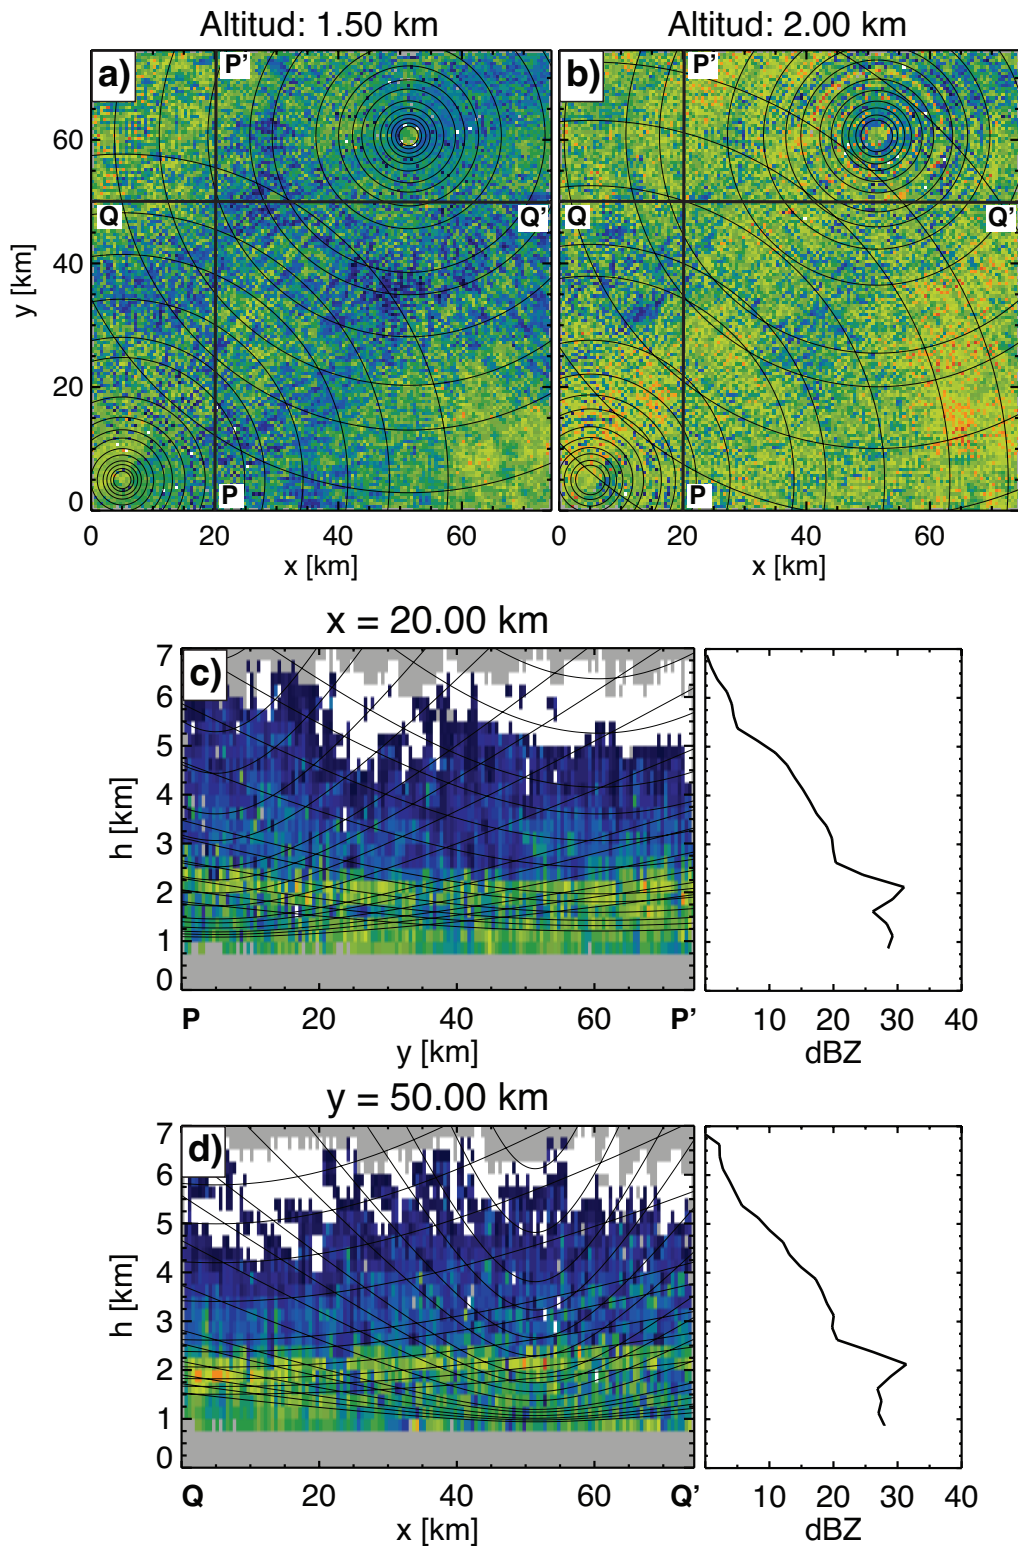 Altitud: 1.50 km
Altitud: 2.00 km
a)
P'
b)
P'
60
Q
Q'
Q
Q'
40
y [km]
20
0
P
P
0
20
40
60
0
20
40
60
x [km]
x [km]
x = 20.00 km
c)
7
6
5
4
3
2
1
0
h [km]
P
20
40
60
P'
y [km]
10
20
30
40
dBZ
y = 50.00 km
d)
7
6
5
4
3
2
1
0
h [km]
Q
20
40
60
Q'
x [km]
10
20
30
40
dBZ